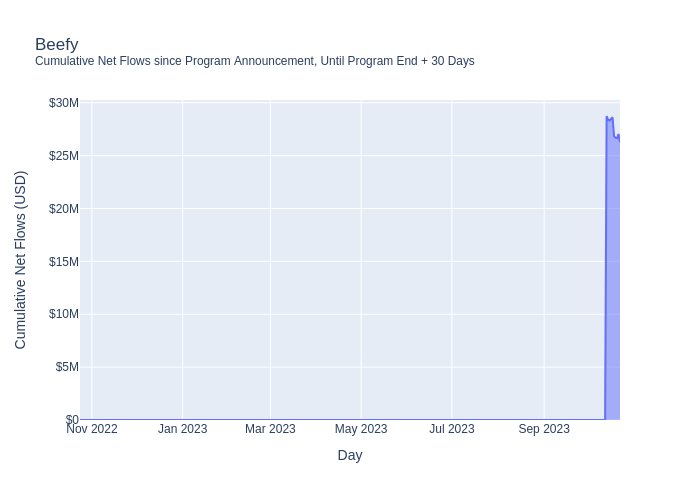 Beefy
Cumulative Net Flows since Program Announcement, Until Program End + 30 Days
Cumulative Net Flows (USD)
$30M
$25M
$20M
$15M
$10M
$5M
$0
Nov 2022
Jan 2023
Mar 2023
May 2023
Jul 2023
Sep 2023
Day